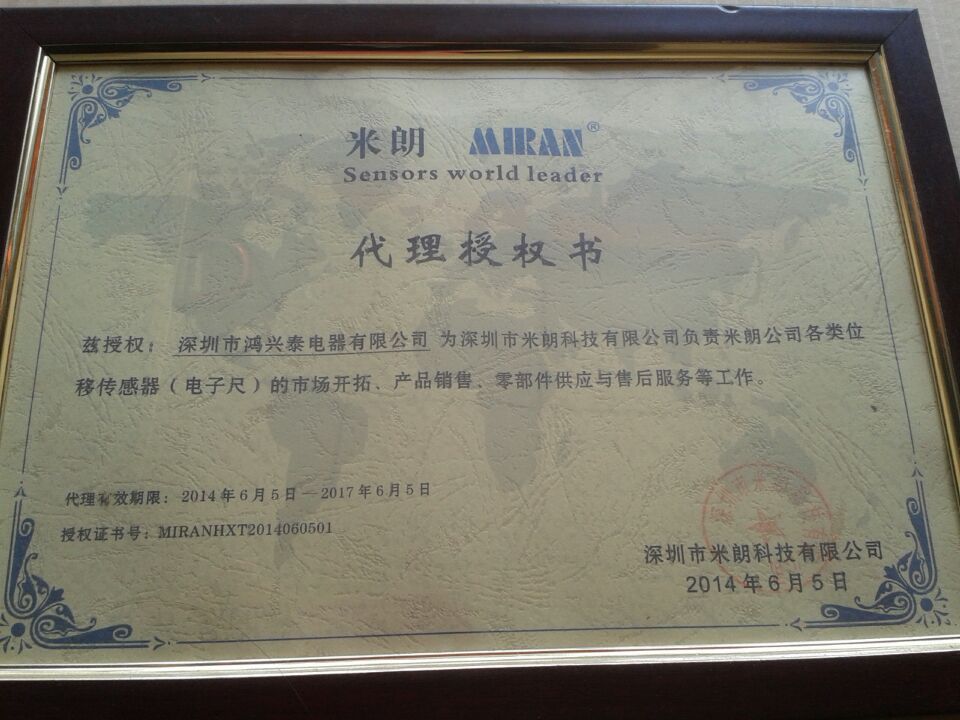 米朗 MIRAN®
Sensors world leader
代理授权书
兹授权：深圳市鸿兴泰电器有限公司 为深圳市米朗科技有限公司负责米朗公司各类位
移传感器（电子尺）的市场开拓、产品销售、零部件供应与售后服务等工作。
代理有效期限：2014年6月5日—2017年6月5日
授权证书号：MIRANHXT2014060501
深圳市米朗科技有限公司
2014年6月5日